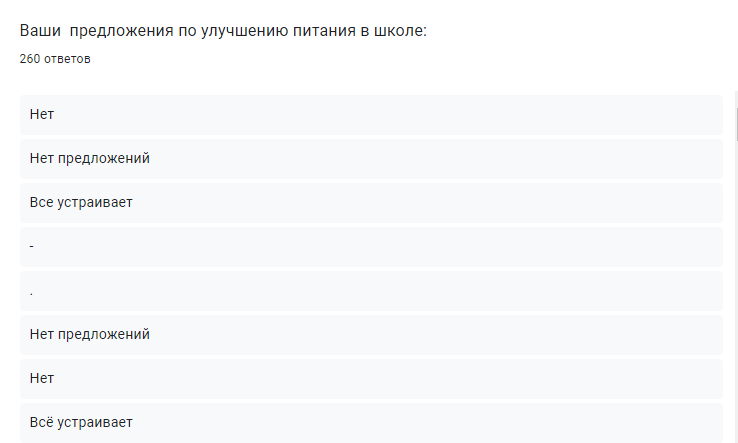 Ваши  предложения по улучшению питания в школе:
260 ответов
Нет
Нет предложений
Все устраивает
-
.
Нет предложений
Нет
Всё устраивает